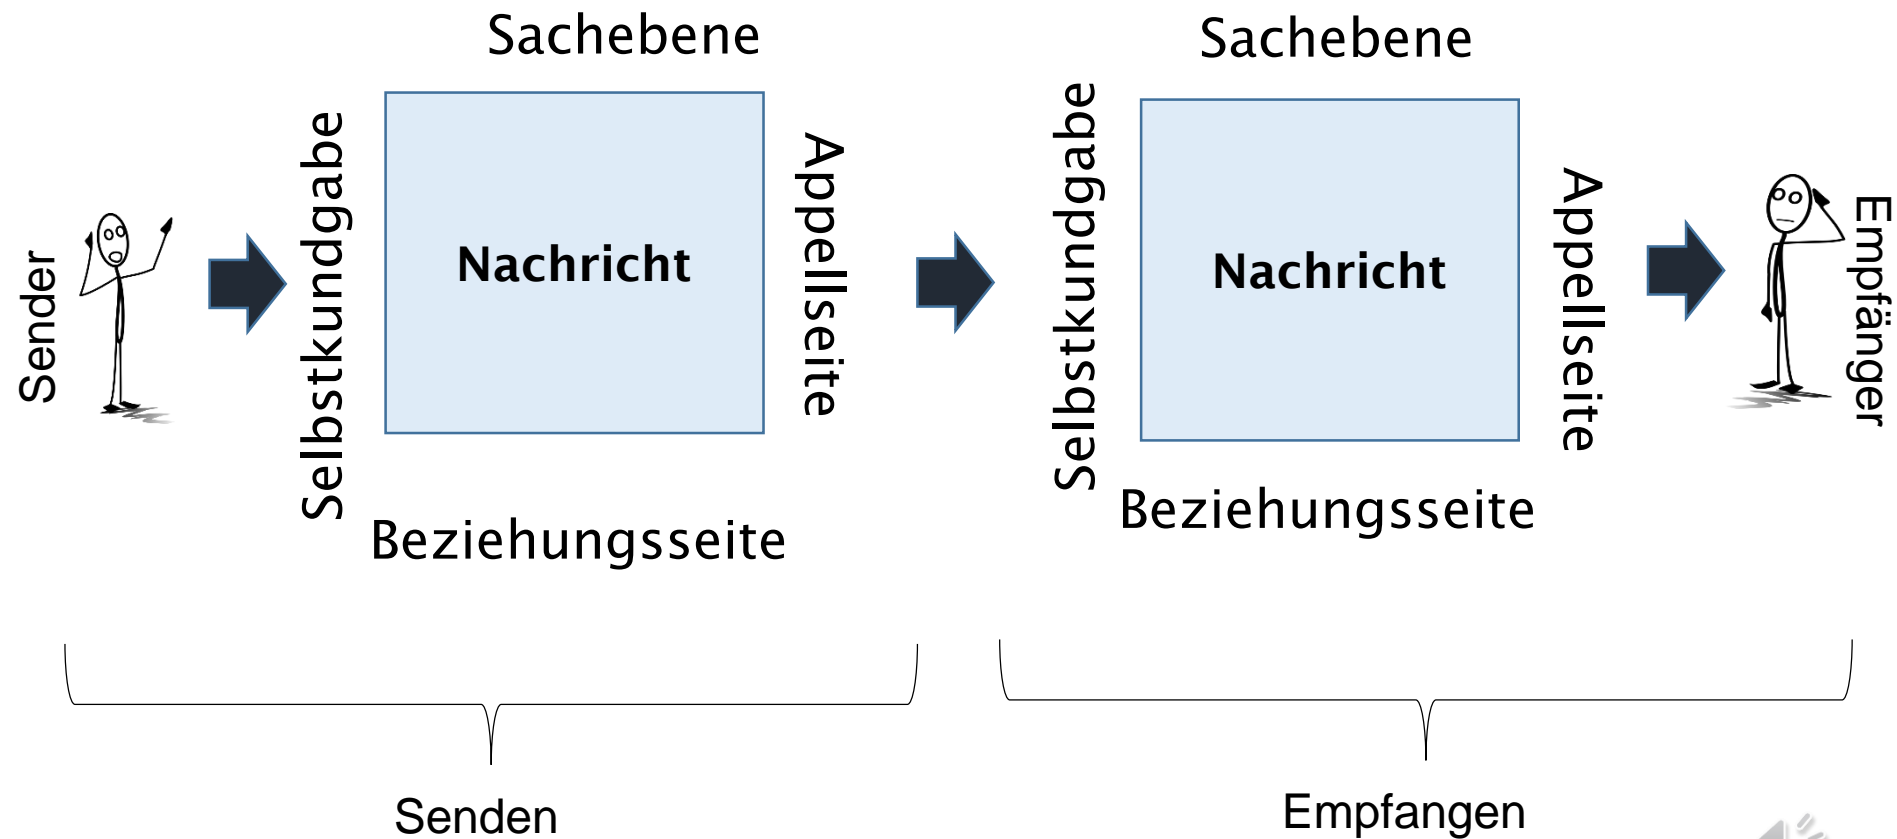 Sachebene
Sachebene
Sender
Selbstkundgabe
Nachricht
Appellseite
Selbstkundgabe
Nachricht
Appellseite
Empfänger
Beziehungsseite
Beziehungsseite
Senden
Empfangen